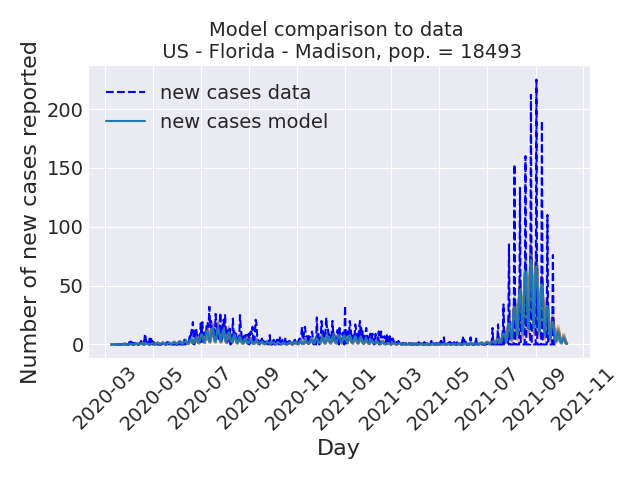 Model comparison to data
US - Florida - Madison, pop. = 18493
Number of new cases reported
new cases data
new cases model
200
150
100
50
0
2020-03
2020-05
2020-07
2020-09
2020-11
2021-01
2021-03
2021-05
2021-07
2021-09
2021-11
Day